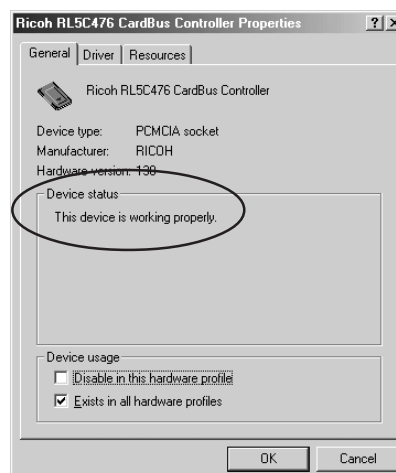 Ricoh RL5C476 CardBus Controller Properties
General Driver Resources
Ricoh RL5C476 CardBus Controller
Device type: PCMCIA socket
Manufacturer: RICOH
Hardware version: 130
Device status
This device is working properly.
Device usage
Disable in this hardware profile
Exists in all hardware profiles
OK Cancel